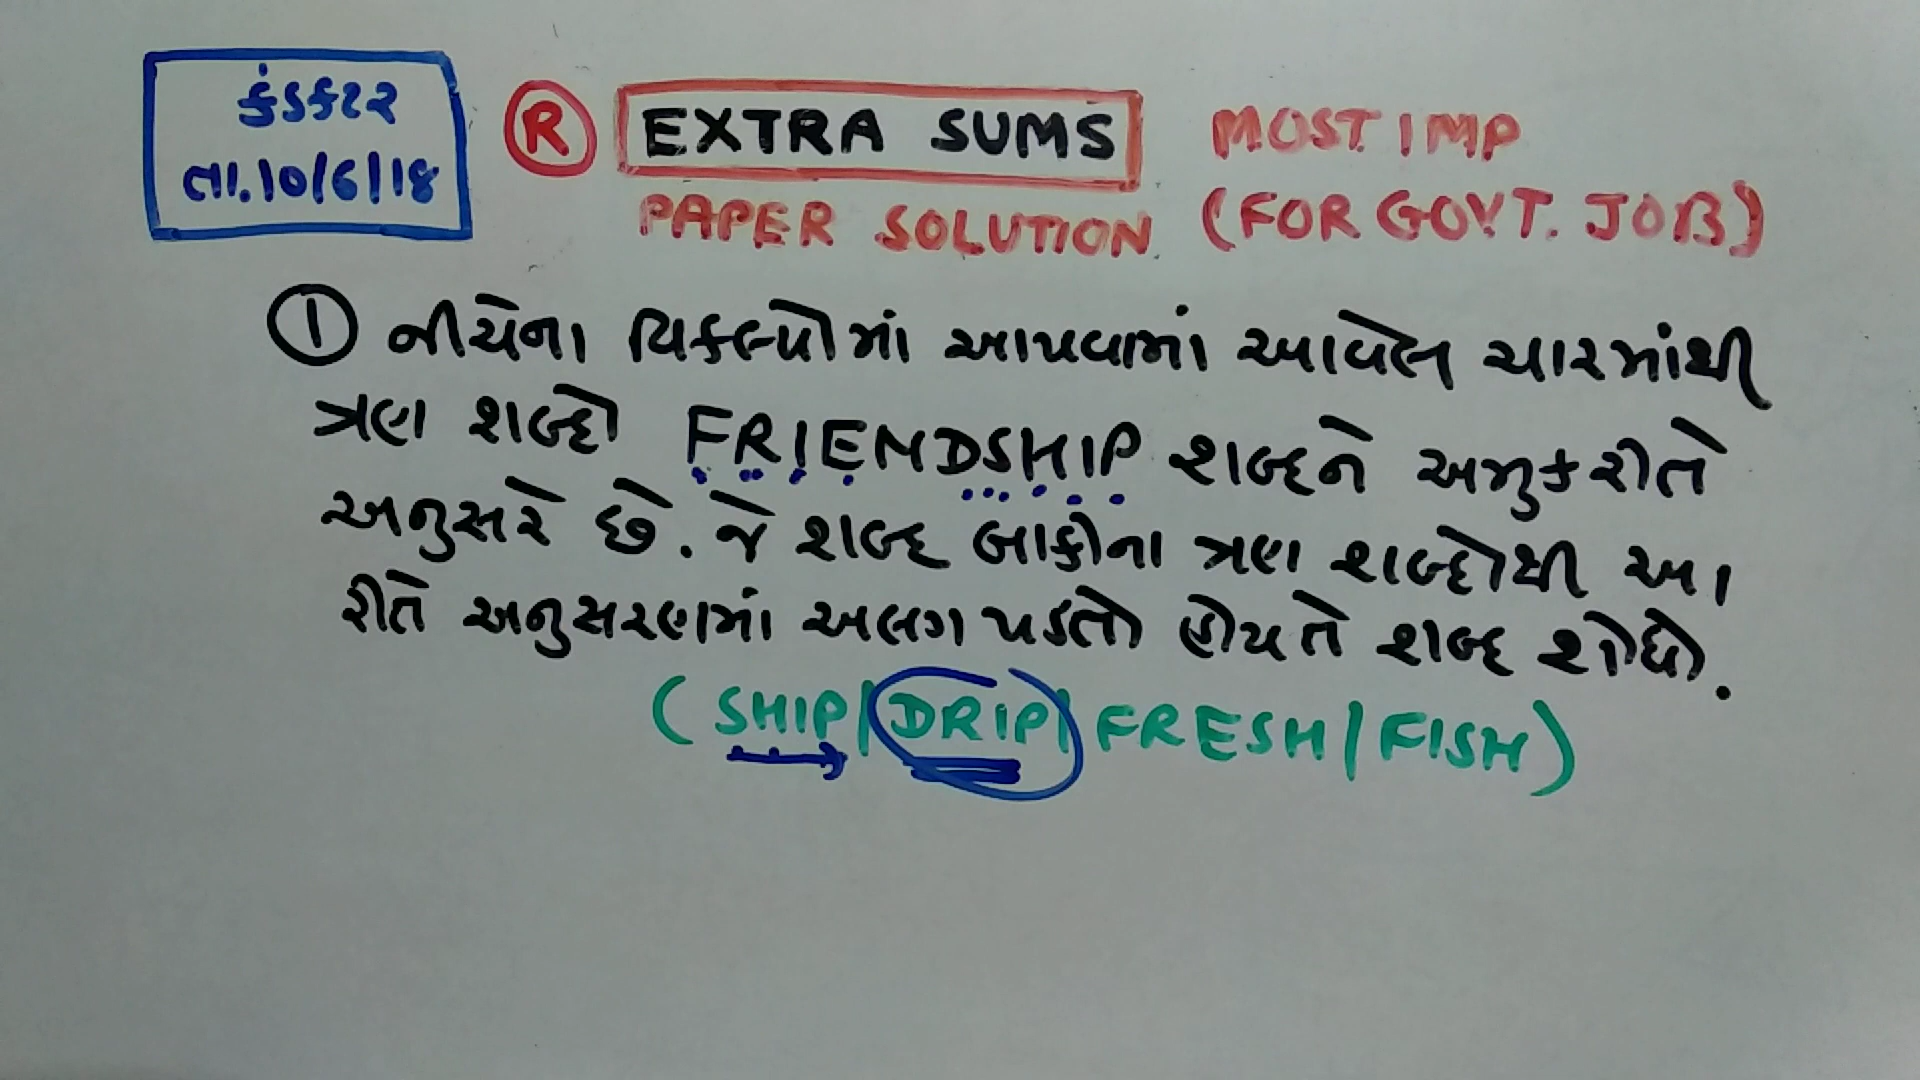 કંડકટર
તા.10/6/18
R EXTRA SUMS MOST IMP
PAPER SOLUTION (FOR GOVT. JOB)
① નીચેના વિકલ્પોમાં આપવામાં આવેલ ચારમાંથી
ત્રણ શબ્દો FRIENDSHIP શબ્દને અમુક રીતે
અનુસરે છે. જે શબ્દ બાકીના ત્રણ શબ્દોથી આ
રીતે અનુસરણમાં અલગ પડતો હોય તે શબ્દ શોધો.
(SHIP/DRIP/FRESH/FISH)